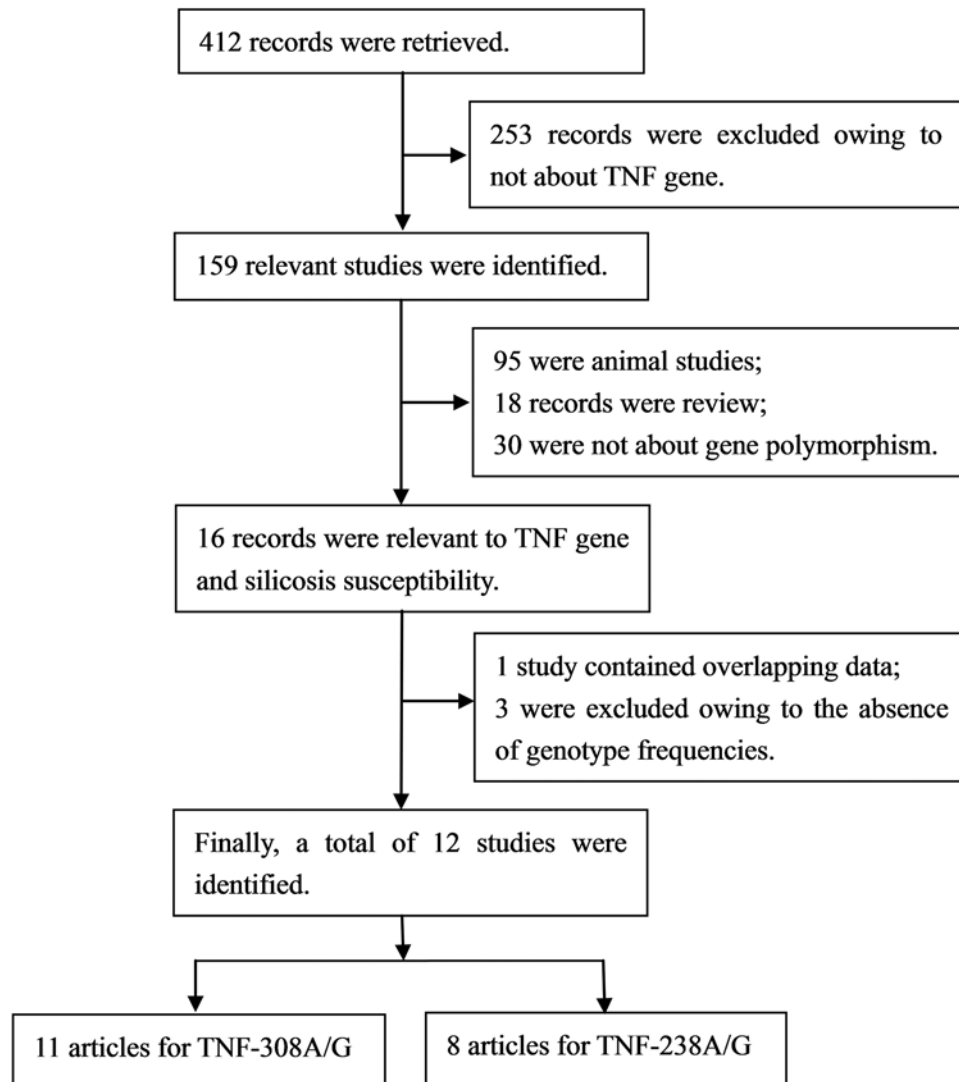 412 records were retrieved.
253 records were excluded owing to
not about TNF gene.
159 relevant studies were identified.
95 were animal studies;
18 records were review;
30 were not about gene polymorphism.
16 records were relevant to TNF gene
and silicosis susceptibility.
1 study contained overlapping data;
3 were excluded owing to the absence
of genotype frequencies.
Finally, a total of 12 studies were
identified.
11 articles for TNF-308A/G
8 articles for TNF-238A/G